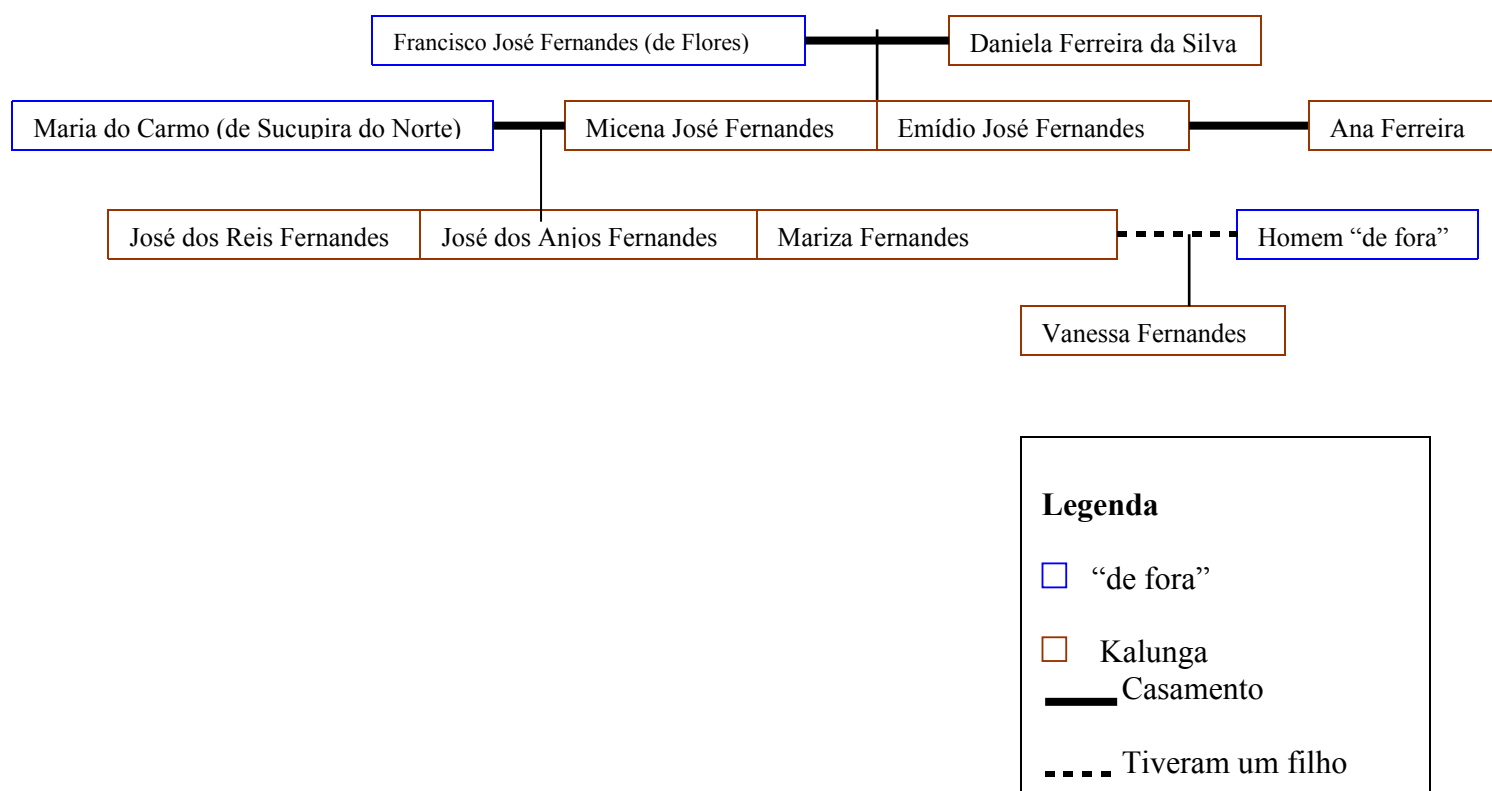 Francisco José Fernandes (de Flores)
Daniela Ferreira da Silva
Maria do Carmo (de Sucupira do Norte)
Micena José Fernandes
Emídio José Fernandes
Ana Ferreira
José dos Reis Fernandes
José dos Anjos Fernandes
Mariza Fernandes
Homem “de fora”
Vanessa Fernandes
Legenda
“de fora”
Kalunga
Casamento
Tiveram um filho